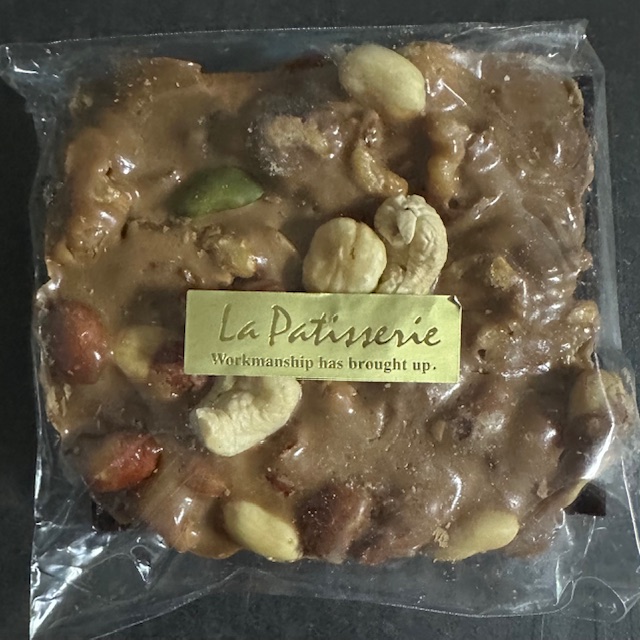 La Patisserie
Workmanship has brought up.